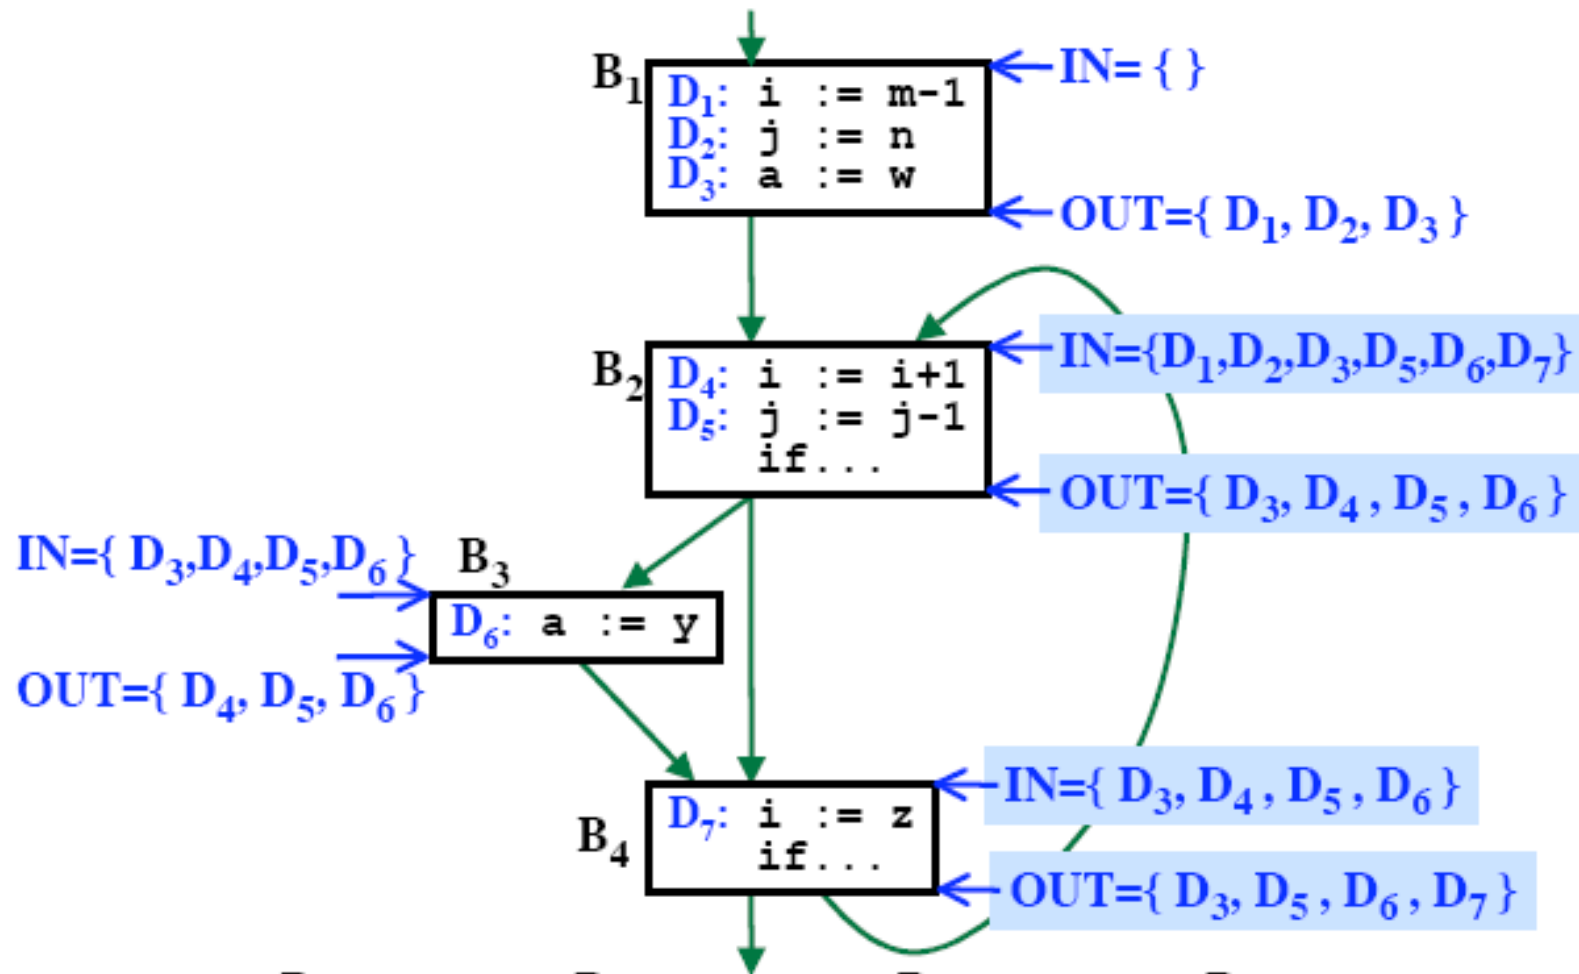 B1
D1: i := m-1
D2: j := n
D3: a := w
IN= { }
OUT={ D1, D2, D3 }
B2
D4: i := i+1
D5: j := j-1
if...
IN={D1,D2,D3,D5,D6,D7}
OUT={ D3, D4 , D5 , D6 }
IN={ D3,D4,D5,D6 }
B3
D6: a := y
OUT={ D4, D5, D6 }
B4
D7: i := z
if...
IN={ D3, D4 , D5 , D6 }
OUT={ D3, D5 , D6 , D7 }